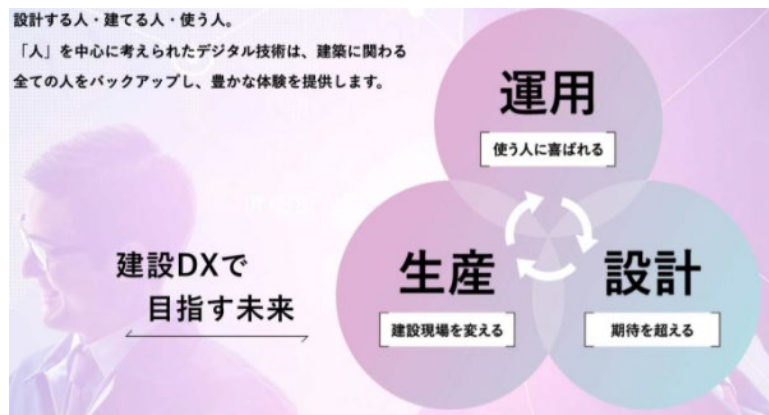 設計する人・建てる人・使う人。
「人」を中心に考えられたデジタル技術は、建築に関わる
全ての人をバックアップし、豊かな体験を提供します。
運用
使う人に喜ばれる
建設DXで
目指す未来
生産
建設現場を変える
設計
期待を超える